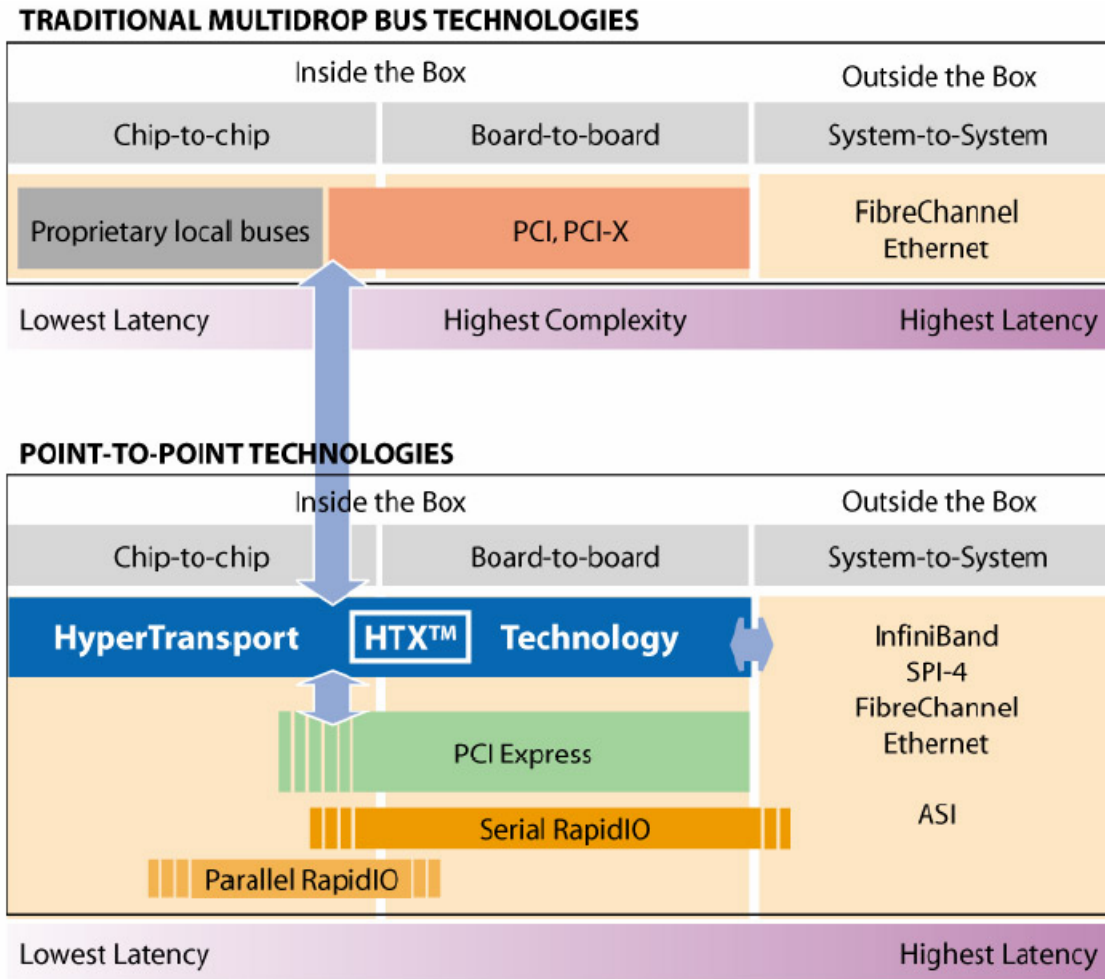 TRADITIONAL MULTIDROP BUS TECHNOLOGIES
Inside the Box
Outside the Box
Chip-to-chip
Board-to-board
System-to-System
Proprietary local buses
PCI, PCI-X
FibreChannel
Ethernet
Lowest Latency
Highest Complexity
Highest Latency
POINT-TO-POINT TECHNOLOGIES
Inside the Box
Outside the Box
Chip-to-chip
Board-to-board
System-to-System
HyperTransport HTX™ Technology
InfiniBand
SPI-4
FibreChannel
Ethernet
ASI
PCI Express
Serial RapidIO
Parallel RapidIO
Lowest Latency
Highest Latency